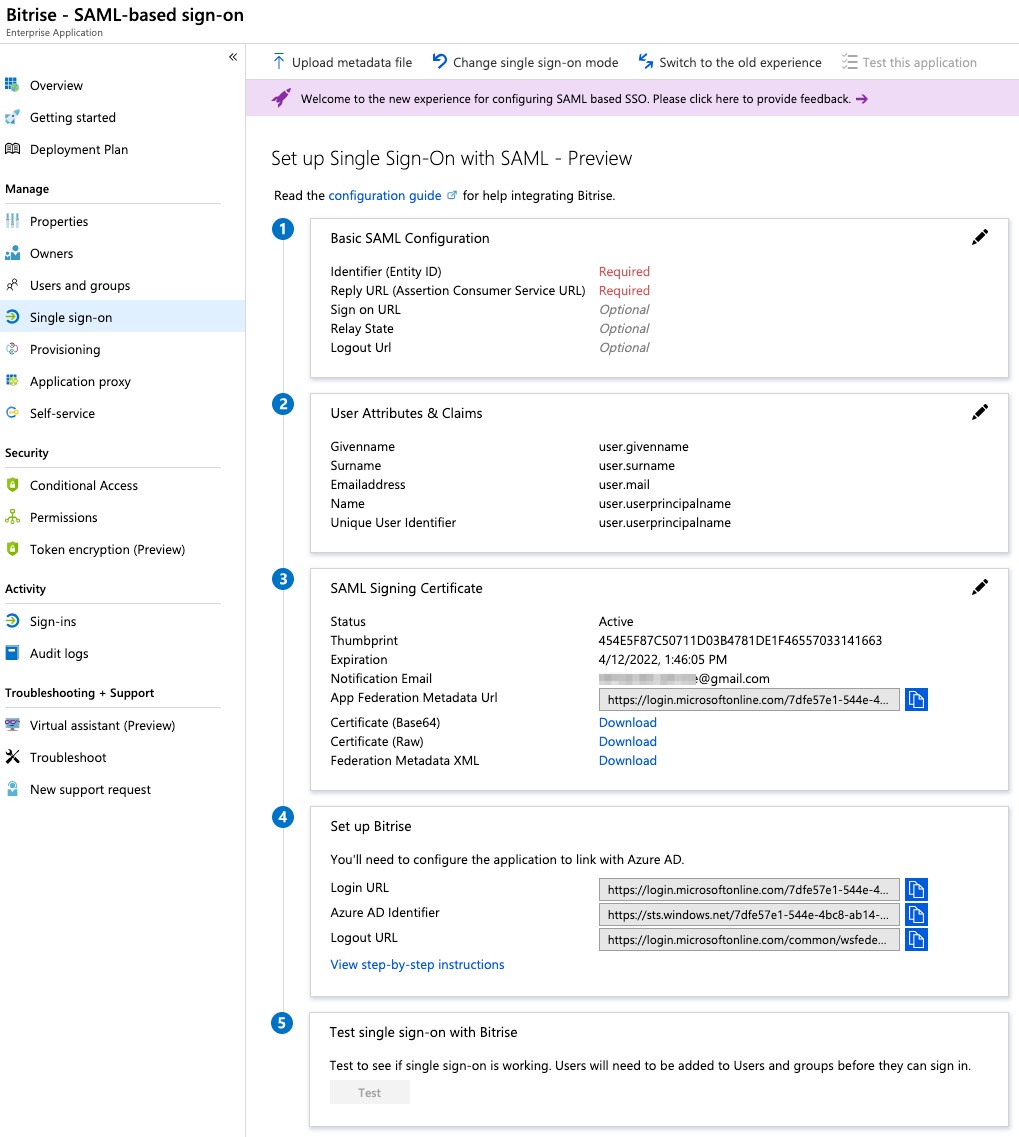 Bitrise - SAML-based sign-on
Enterprise Application
«
Overview
Getting started
Deployment Plan
Manage
Properties
Owners
Users and groups
Single sign-on
Provisioning
Application proxy
Self-service
Security
Conditional Access
Permissions
Token encryption (Preview)
Activity
Sign-ins
Audit logs
Troubleshooting + Support
Virtual assistant (Preview)
Troubleshoot
New support request
Upload metadata file Change single sign-on mode Switch to the old experience Test this application
Welcome to the new experience for configuring SAML based SSO. Please click here to provide feedback. →
Set up Single Sign-On with SAML - Preview
Read the configuration guide for help integrating Bitrise.
1
Basic SAML Configuration
Identifier (Entity ID) Required
Reply URL (Assertion Consumer Service URL) Required
Sign on URL Optional
Relay State Optional
Logout Url Optional
2
User Attributes & Claims
Givenname user.givenname
Surname user.surname
Emailaddress user.mail
Name user.userprincipalname
Unique User Identifier user.userprincipalname
3
SAML Signing Certificate
Status Active
Thumbprint 454E5F87C50711D03B4781DE1F46557033141663
Expiration 4/12/2022, 1:46:05 PM
Notification Email e@gmail.com
App Federation Metadata Url https://login.microsoftonline.com/7dfe57e1-544e-4...
Certificate (Base64) Download
Certificate (Raw) Download
Federation Metadata XML Download
4
Set up Bitrise
You'll need to configure the application to link with Azure AD.
Login URL https://login.microsoftonline.com/7dfe57e1-544e-4...
Azure AD Identifier https://sts.windows.net/7dfe57e1-544e-4bc8-ab14-...
Logout URL https://login.microsoftonline.com/common/wsfede...
View step-by-step instructions
5
Test single sign-on with Bitrise
Test to see if single sign-on is working. Users will need to be added to Users and groups before they can sign in.
Test